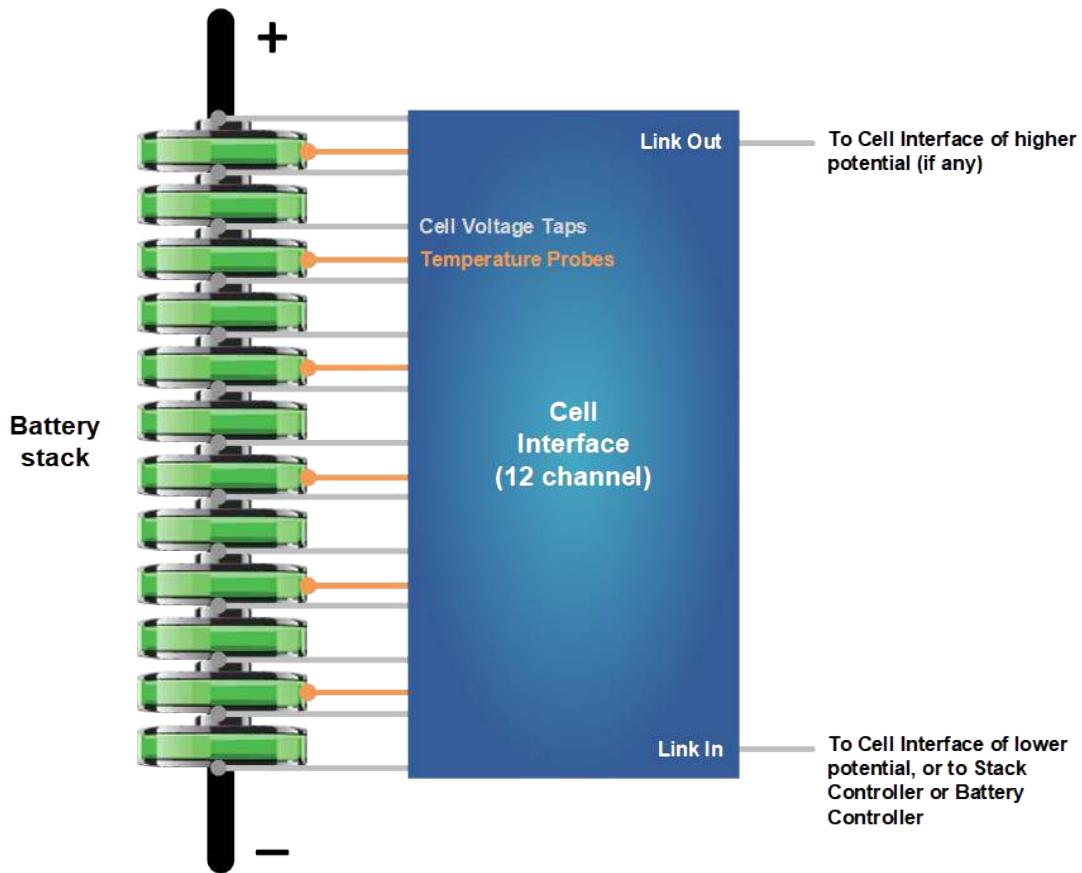 +
Link Out
To Cell Interface of higher
potential (if any)
Cell Voltage Taps
Temperature Probes
Battery
stack
Cell
Interface
(12 channel)
Link In
To Cell Interface of lower
potential, or to Stack
Controller or Battery
Controller
−